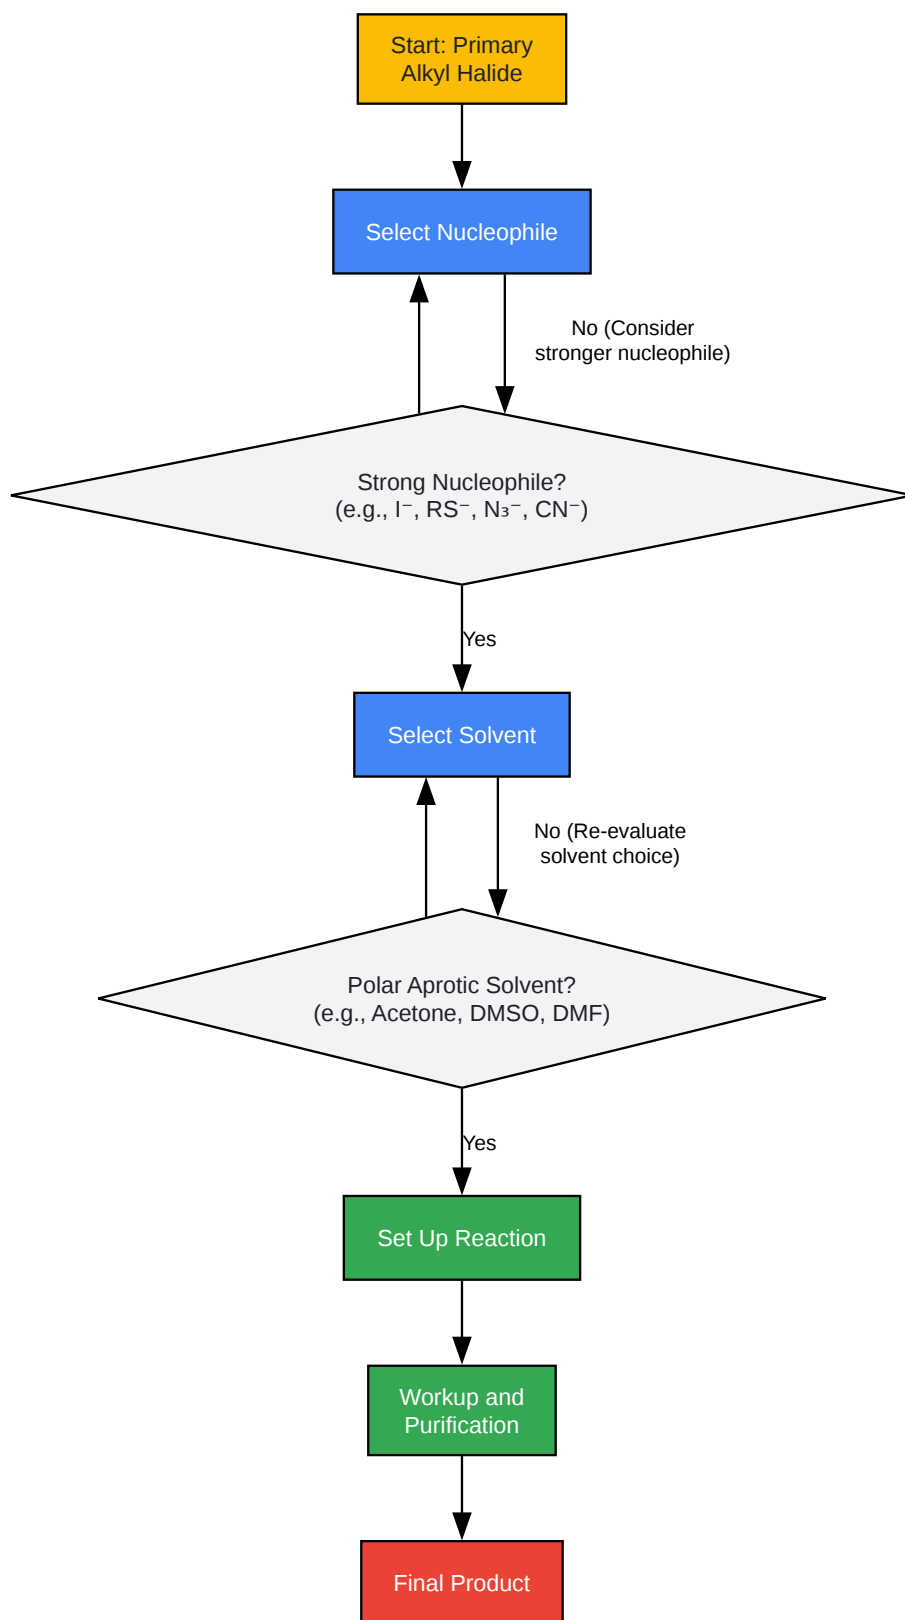 Start: Primary
Alkyl Halide
Select Nucleophile
No (Consider
stronger nucleophile)
Strong Nucleophile?
(e.g., I⁻, RS⁻, N₃⁻, CN⁻)
Yes
Select Solvent
No (Re-evaluate
solvent choice)
Polar Aprotic Solvent?
(e.g., Acetone, DMSO, DMF)
Yes
Set Up Reaction
Workup and
Purification
Final Product